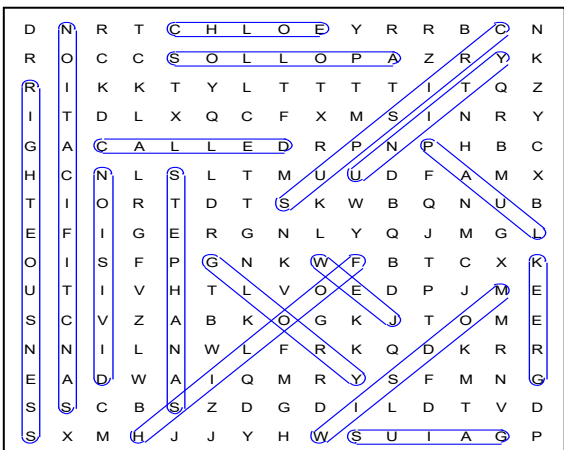 D N R T C H L O E Y R R B C N
R O C C S O L L O P A Z R Y K
R I K K T Y L T T T T I T Q Z
I T D L X Q C F X M S I N R Y
G A C A L L E D R P N P H B C
H C N L S L T M U U D F A M X
T I O R T D T S K W B Q N U B
E F I G E R G N L Y Q J M G L
O I S F P G N K W F B T C X K
U T I V H T L V O E D P J M E
S C V Z A B K O G K J T O M E
N N I L N W L F R K Q D K R R
E A D W A I Q M R Y S F M N G
S S C B S Z D G D I L D T V D
S X M H J J Y H W S U I A G P